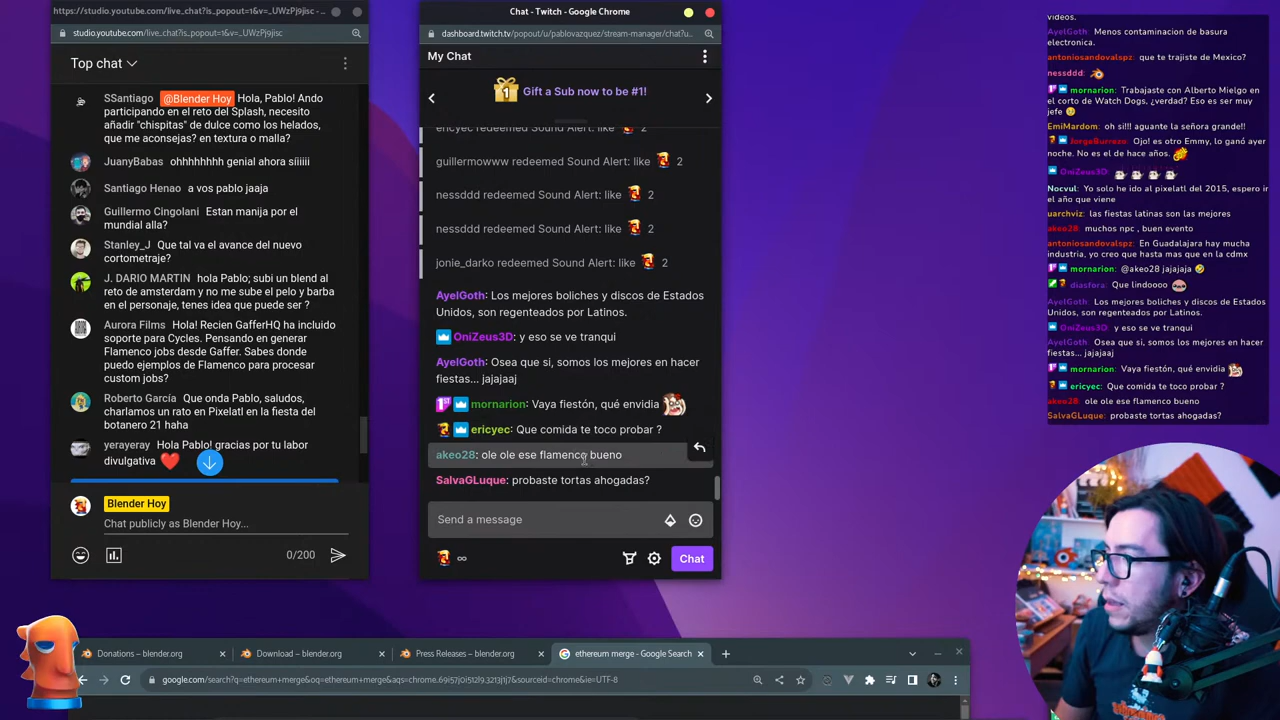 https://studio.youtube.com/live_chat?is_popout=1&v=_UWzPj9jisc - ...
studio.youtube.com/live_chat?is_popout=1&v=_UWzPj9jisc
Top chat
SSantiago @Blender Hoy Hola, Pablo! Ando
participando en el reto del Splash, necesito
añadir "chispitas" de dulce como los helados,
que me aconsejas? en textura o malla?
JuanyBabas ohhhhhhhh genial ahora síiiiii
Santiago Henao a vos pablo jaaja
Guillermo Cingolani Estan manija por el
mundial alla?
Stanley_J Que tal va el avance del nuevo
cortometraje?
J. DARIO MARTIN hola Pablo; subi un blend al
reto de amsterdam y no me sube el pelo y barba
en el personaje, tenes idea que puede ser ?
Aurora Films Hola! Recien GafferHQ ha incluido
soporte para Cycles. Pensando en generar
Flamenco jobs desde Gaffer. Sabes donde
puedo ejemplos de Flamenco para procesar
custom jobs?
Roberto García Que onda Pablo, saludos,
charlamos un rato en Pixelatl en la fiesta del
botanero 21 haha
yerayeray Hola Pablo! gracias por tu labor
divulgativa
Blender Hoy
Chat publicly as Blender Hoy...
0/200
Chat - Twitch - Google Chrome
dashboard.twitch.tv/popout/u/pablovazquez/stream-manager/chat?u...
My Chat
1 Gift a Sub now to be #1!
ericyec redeemed Sound Alert: like 2
guillermowww redeemed Sound Alert: like 2
nessddd redeemed Sound Alert: like 2
nessddd redeemed Sound Alert: like 2
jonie_darko redeemed Sound Alert: like 2
AyelGoth: Los mejores boliches y discos de Estados
Unidos, son regenteados por Latinos.
OniZeus3D: y eso se ve tranqui
AyelGoth: Osea que si, somos los mejores en hacer
fiestas... jajajaaj
mornarion: Vaya fiestón, qué envidia
ericyec: Que comida te toco probar ?
akeo28: ole ole ese flamenco bueno
SalvaGLuque: probaste tortas ahogadas?
Send a message
∞
Chat
videos.
AyelGoth: Menos contaminacion de basura
electronica.
antoniosandovalspz: que te trajiste de Mexico?
nessddd:
mornarion: Trabajaste con Alberto Mielgo en
el corto de Watch Dogs, ¿verdad? Eso es ser muy
jefe
EmiMardom: oh si!!! aguante la señora grande!!
JorgeBurrezo: Ojo! es otro Emmy, lo ganó ayer
noche. No es el de hace años.
OniZeus3D:
Nocvul: Yo solo he ido al pixelatl del 2015, espero ir
el año que viene
uarchviz: las fiestas latinas son las mejores
akeo28: muchos npc , buen evento
antoniosandovalspz: En Guadalajara hay mucha
industria, yo creo que hasta mas que en la cdmx
mornarion: @akeo28 jajajaja
diasfora: Que lindoooo
AyelGoth: Los mejores boliches y discos de Estados
Unidos, son regenteados por Latinos.
OniZeus3D: y eso se ve tranqui
AyelGoth: Osea que si, somos los mejores en hacer
fiestas... jajajaaj
mornarion: Vaya fiestón, qué envidia
ericyec: Que comida te toco probar ?
akeo28: ole ole ese flamenco bueno
SalvaGLuque: probaste tortas ahogadas?
Donations – blender.org
Download – blender.org
Press Releases – blender.org
ethereum merge - Google Search
google.com/search?q=ethereum+merge&oq=ethereum+merge&aqs=chrome.69i57j0i512l9.3213j1j7&sourceid=chrome&ie=UTF-8